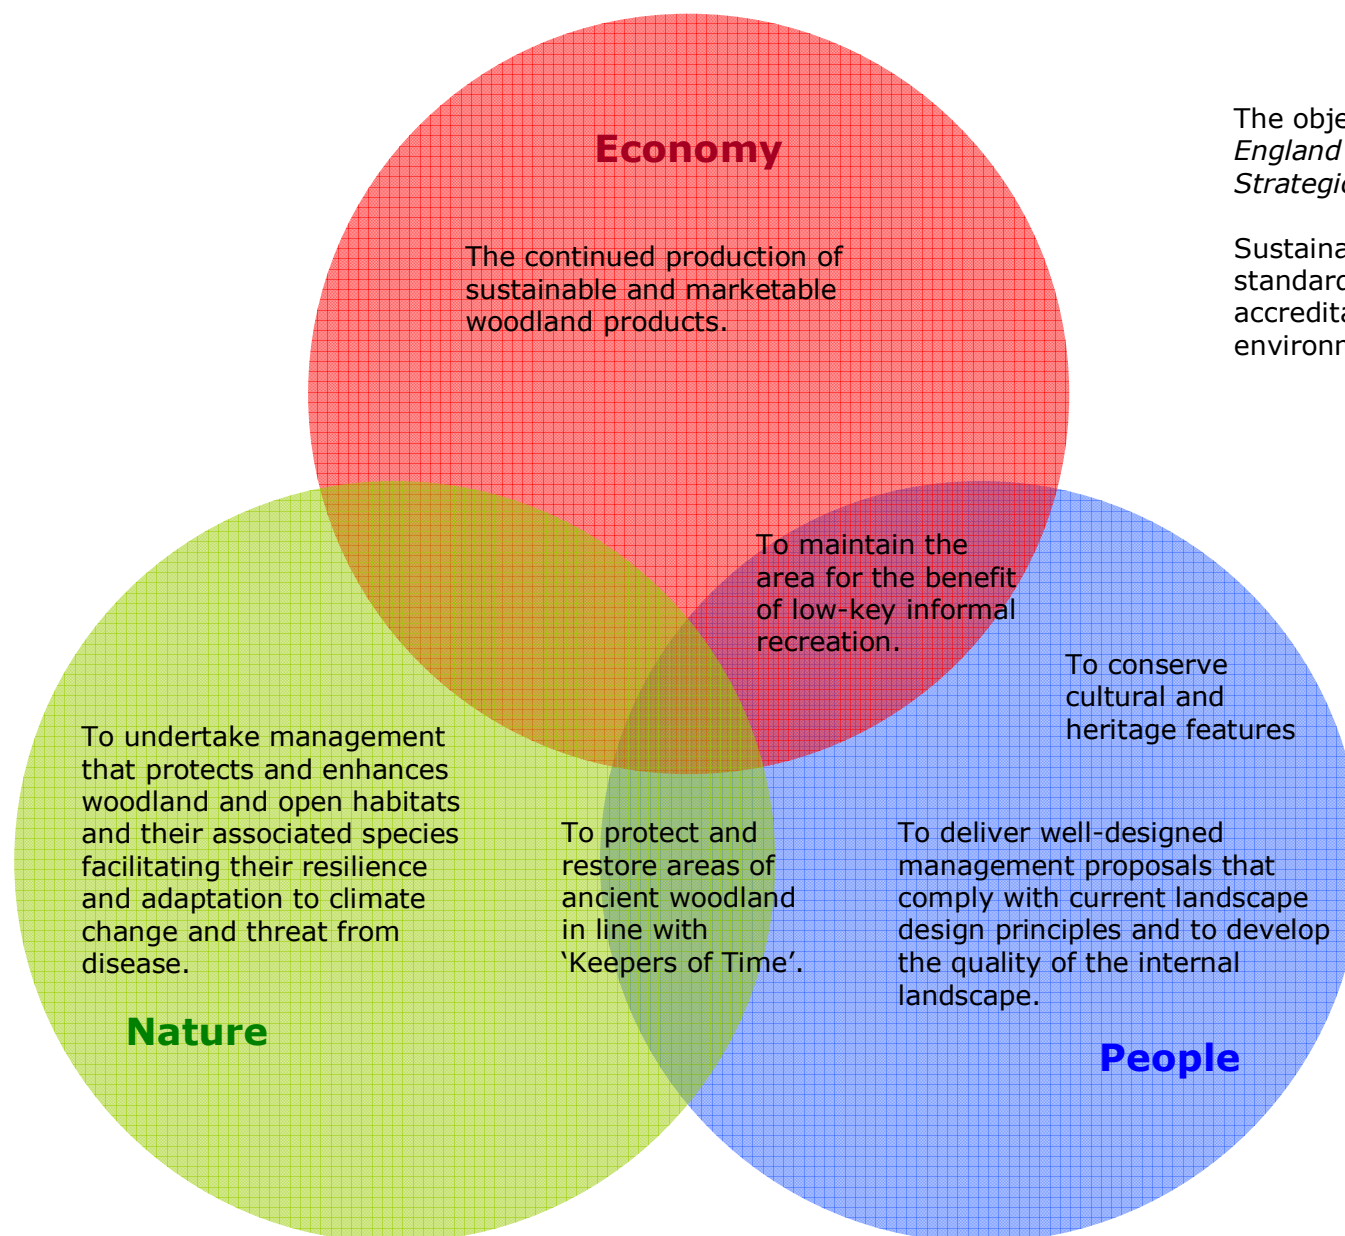 Economy
The continued production of
sustainable and marketable
woodland products.
The
England
To maintain the
area for the benefit
of low-key informal
recreation.
To conserve
cultural and
heritage features
To undertake management
that protects and enhances
woodland and open habitats
and their associated species
facilitating their resilience
and adaptation to climate
change and threat from
disease.
Nature
To protect and
restore areas of
ancient woodland
in line with
‘Keepers of Time’.
To deliver well-designed
management proposals that
comply with current landscape
design principles and to develop
the quality of the internal
landscape.
People